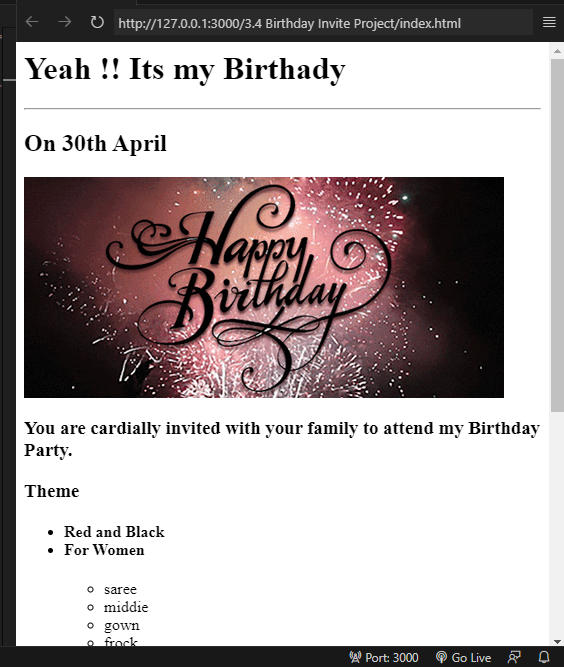 http://127.0.0.1:3000/3.4 Birthday Invite Project/index.html
Yeah !! Its my Birthady
On 30th April
Happy
Birthday
You are cardially invited with your family to attend my Birthday
Party.
Theme
Red and Black
For Women
saree
middie
gown
frock
Port: 3000
Go Live